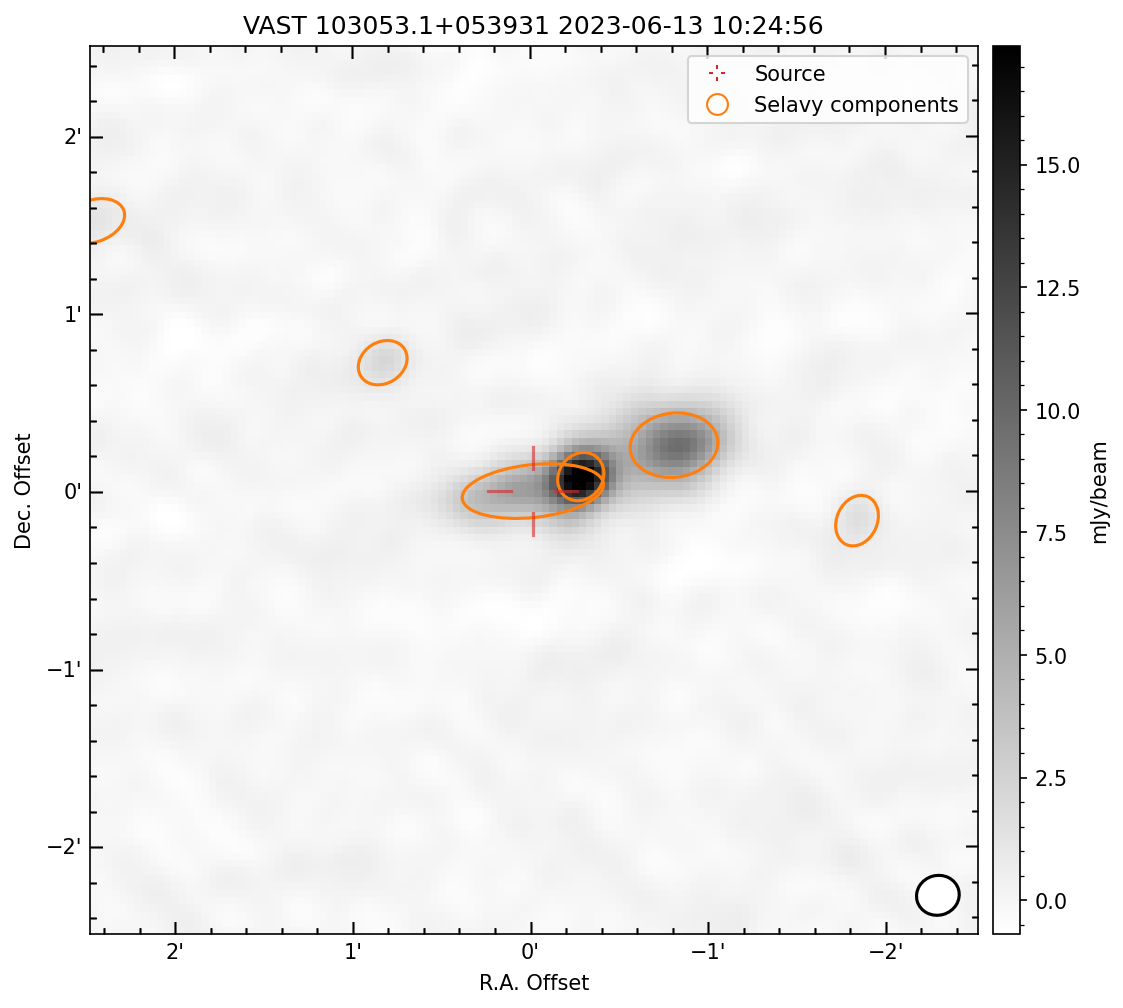 VAST 103053.1+053931 2023-06-13 10:24:56
Source
Selavy components
2'
1'
0'
−1'
−2'
Dec. Offset
2'
1'
0'
−1'
−2'
R.A. Offset
15.0
12.5
10.0
7.5
5.0
2.5
0.0
mJy/beam